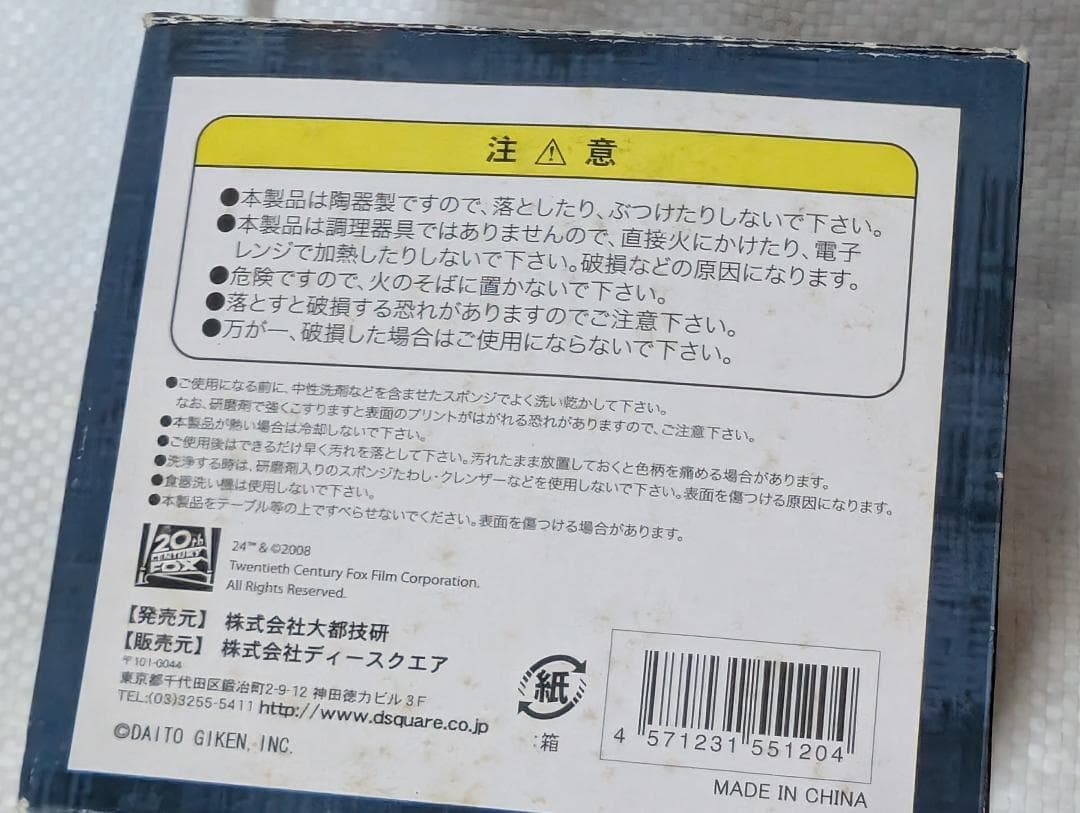 注 ⚠ 意
●本製品は陶器製ですので、落としたり、ぶつけたりしないで下さい。
●本製品は調理器具ではありませんので、直接火にかけたり、電子
レンジで加熱したりしないで下さい。破損などの原因になります。
●危険ですので、火のそばに置かないで下さい。
●落とすと破損する恐れがありますのでご注意下さい。
●万が一、破損した場合はご使用にならないで下さい。
●ご使用になる前に、中性洗剤などを含ませたスポンジでよく洗い乾かして下さい。
なお、研磨剤で強くこすりますと表面のプリントがはがれる恐れがありますので、ご注意下さい。
●本製品が熱い場合は冷却しないで下さい。
●ご使用後はできるだけ早く汚れを落として下さい。汚れたまま放置しておくと色柄を痛める場合があります。
●洗浄する時は、研磨剤入りのスポンジたわし・クレンザーなどを使用しないで下さい。表面を傷つける原因になります。
●食器洗い機は使用しないで下さい。
●本製品をテーブル等の上ですべらせないでください。表面を傷つける場合があります。
20th
CENTURY
FOX
24™ & ©2008
Twentieth Century Fox Film Corporation.
All Rights Reserved.
【発売元】 株式会社大都技研
【販売元】 株式会社ディースクエア
〒101-0044
東京都千代田区鍛冶町2-9-12 神田徳力ビル3F
TEL:(03)3255-5411 http://www.dsquare.co.jp
©DAITO GIKEN, INC.
紙
:箱
4 571231 551204
MADE IN CHINA